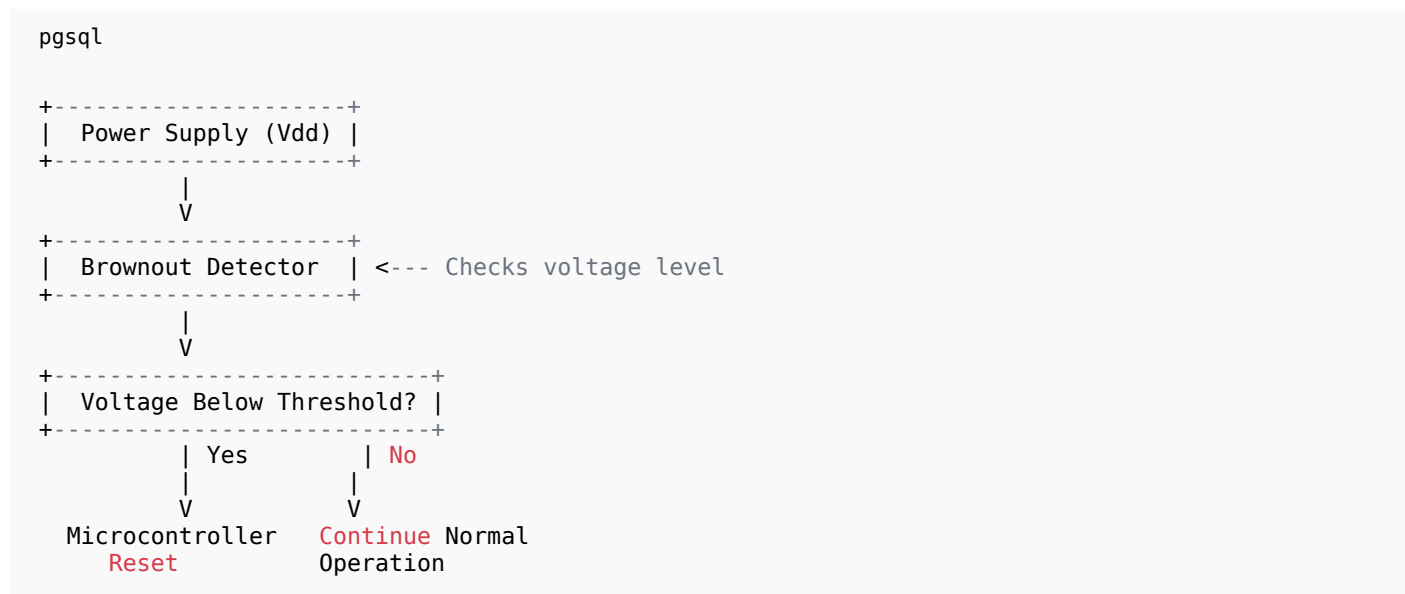 pgsql
+---------------------+
|  Power Supply (Vdd) |
+---------------------+
          |
          V
+---------------------+
|  Brownout Detector  | <--- Checks voltage level
+---------------------+
          |
          V
+---------------------------+
|  Voltage Below Threshold? |
+---------------------------+
          | Yes        | No
          |           |
          V           V
  Microcontroller   Continue Normal
     Reset          Operation